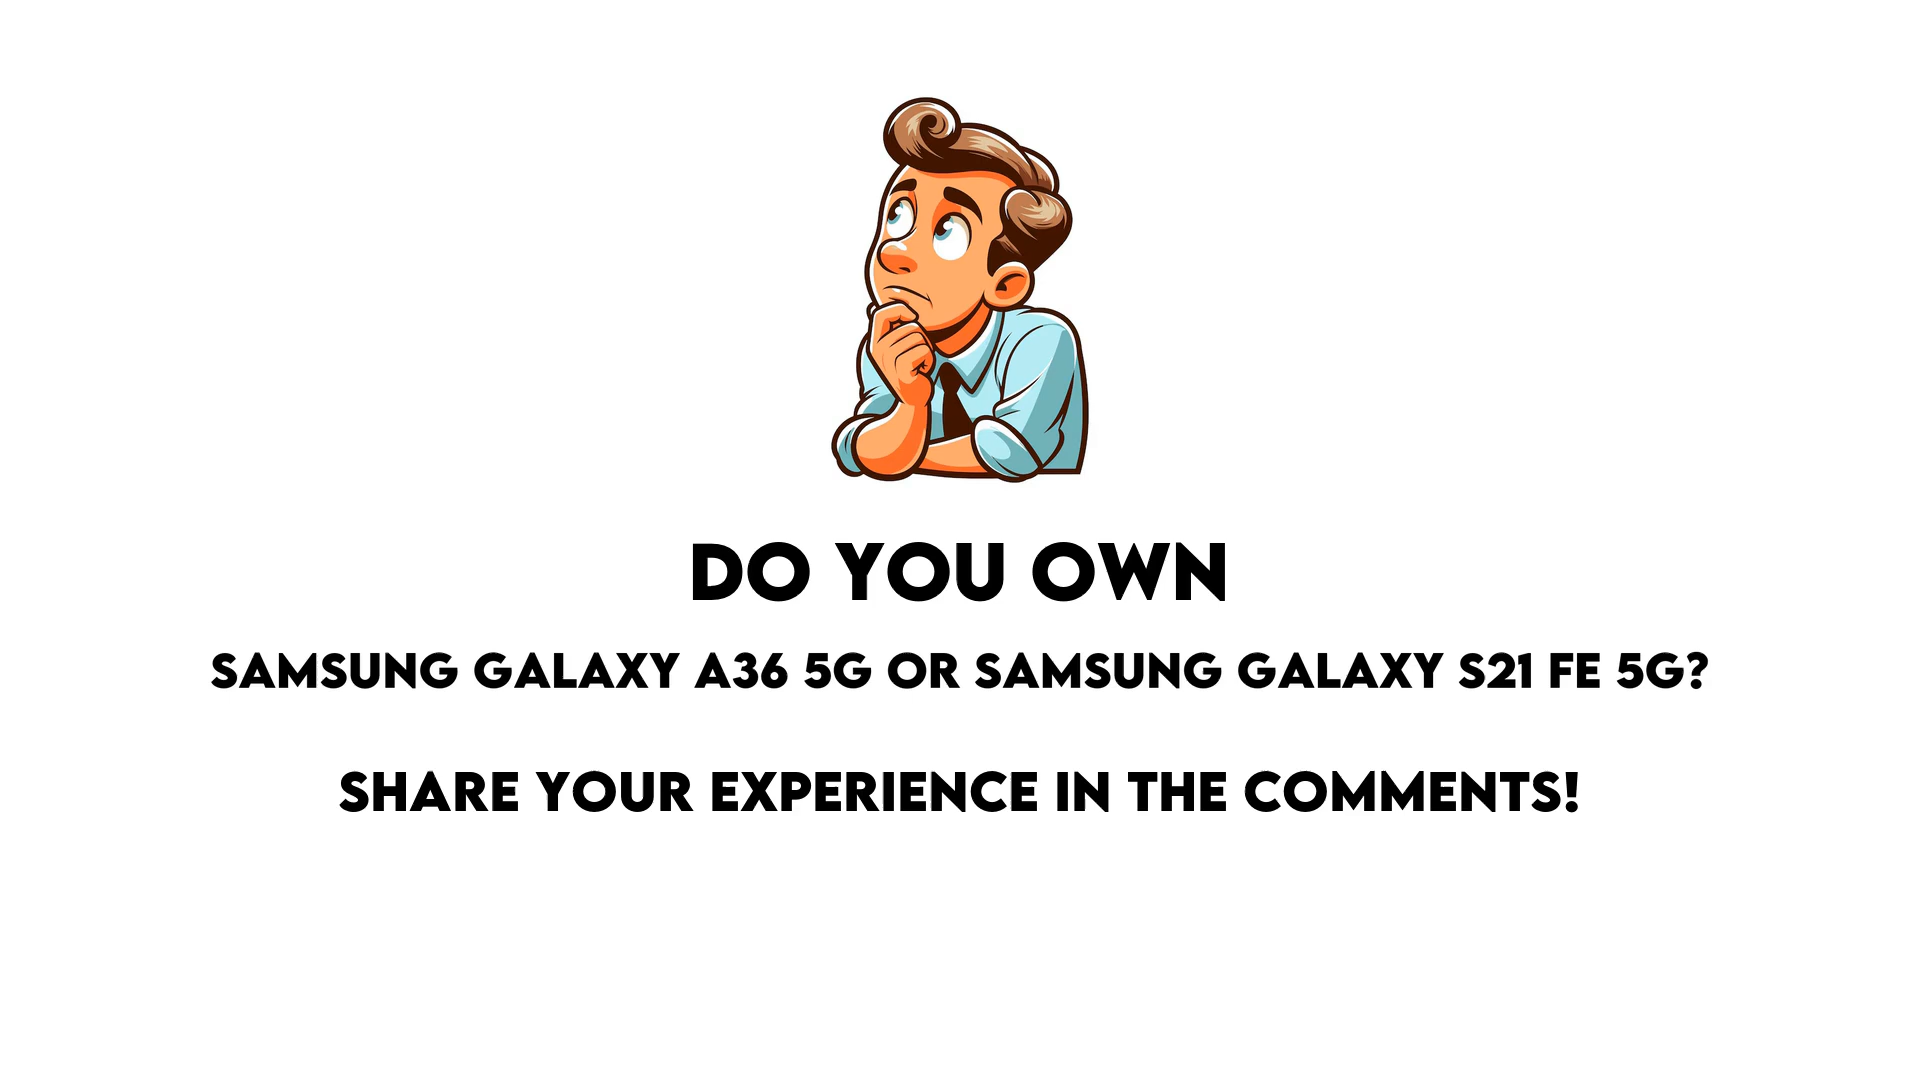 DO YOU OWN
SAMSUNG GALAXY A36 5G OR SAMSUNG GALAXY S21 FE 5G?
SHARE YOUR EXPERIENCE IN THE COMMENTS!